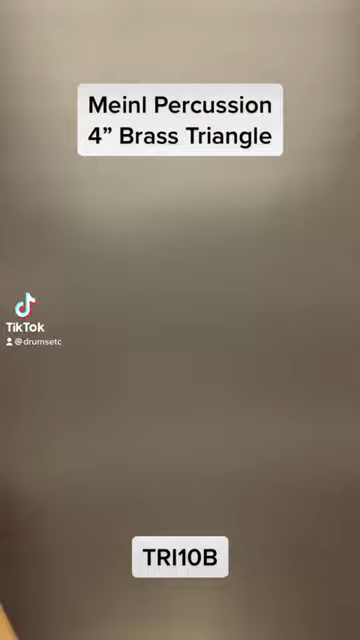 Meinl Percussion
4” Brass Triangle
TikTok
@drumsetc
TRI10B